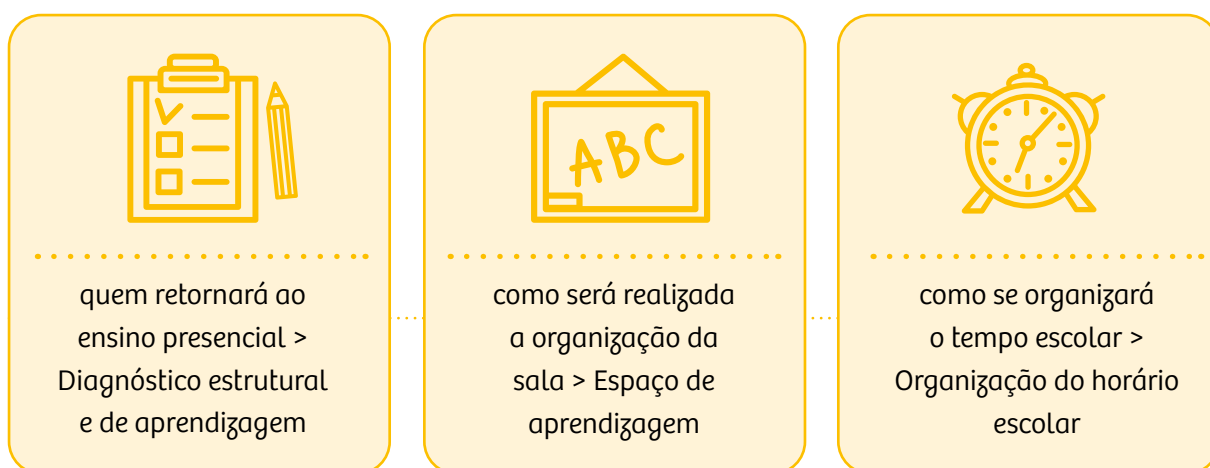 ABC
quem retornará ao
ensino presencial >
Diagnóstico estrutural
e de aprendizagem
como será realizada
a organização da
sala > Espaço de
aprendizagem
como se organizará
o tempo escolar >
Organização do horário
escolar